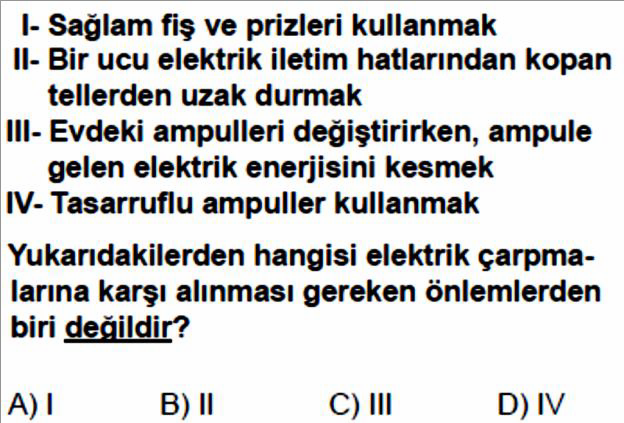 I- Sağlam fiş ve prizleri kullanmak
II- Bir ucu elektrik iletim hatlarından kopan
tellerden uzak durmak
III- Evdeki ampulleri değiştirirken, ampule
gelen elektrik enerjisini kesmek
IV- Tasarruflu ampuller kullanmak
Yukarıdakilerden hangisi elektrik çarpma-
larına karşı alınması gereken önlemlerden
biri değildir?
A) I B) II C) III D) IV